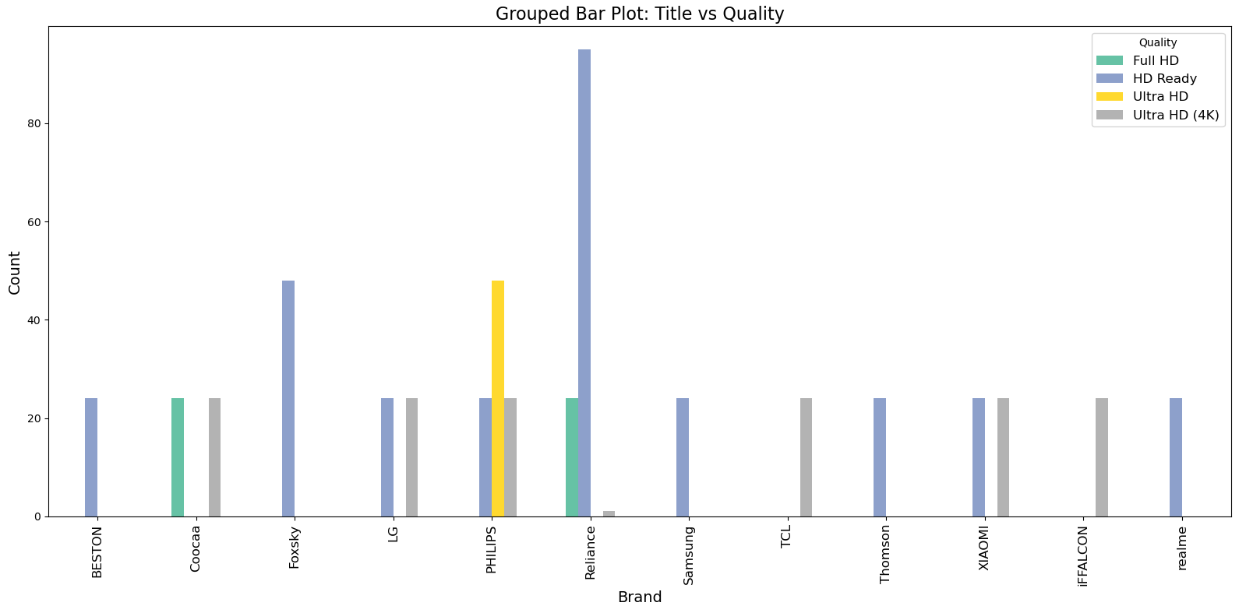 Grouped Bar Plot: Title vs Quality
Quality
Full HD
HD Ready
Ultra HD
Ultra HD (4K)
Count
80
60
40
20
0
BESTON
Coocaa
Foxsky
LG
PHILIPS
Reliance
Samsung
TCL
Thomson
XIAOMI
iFFALCON
realme
Brand